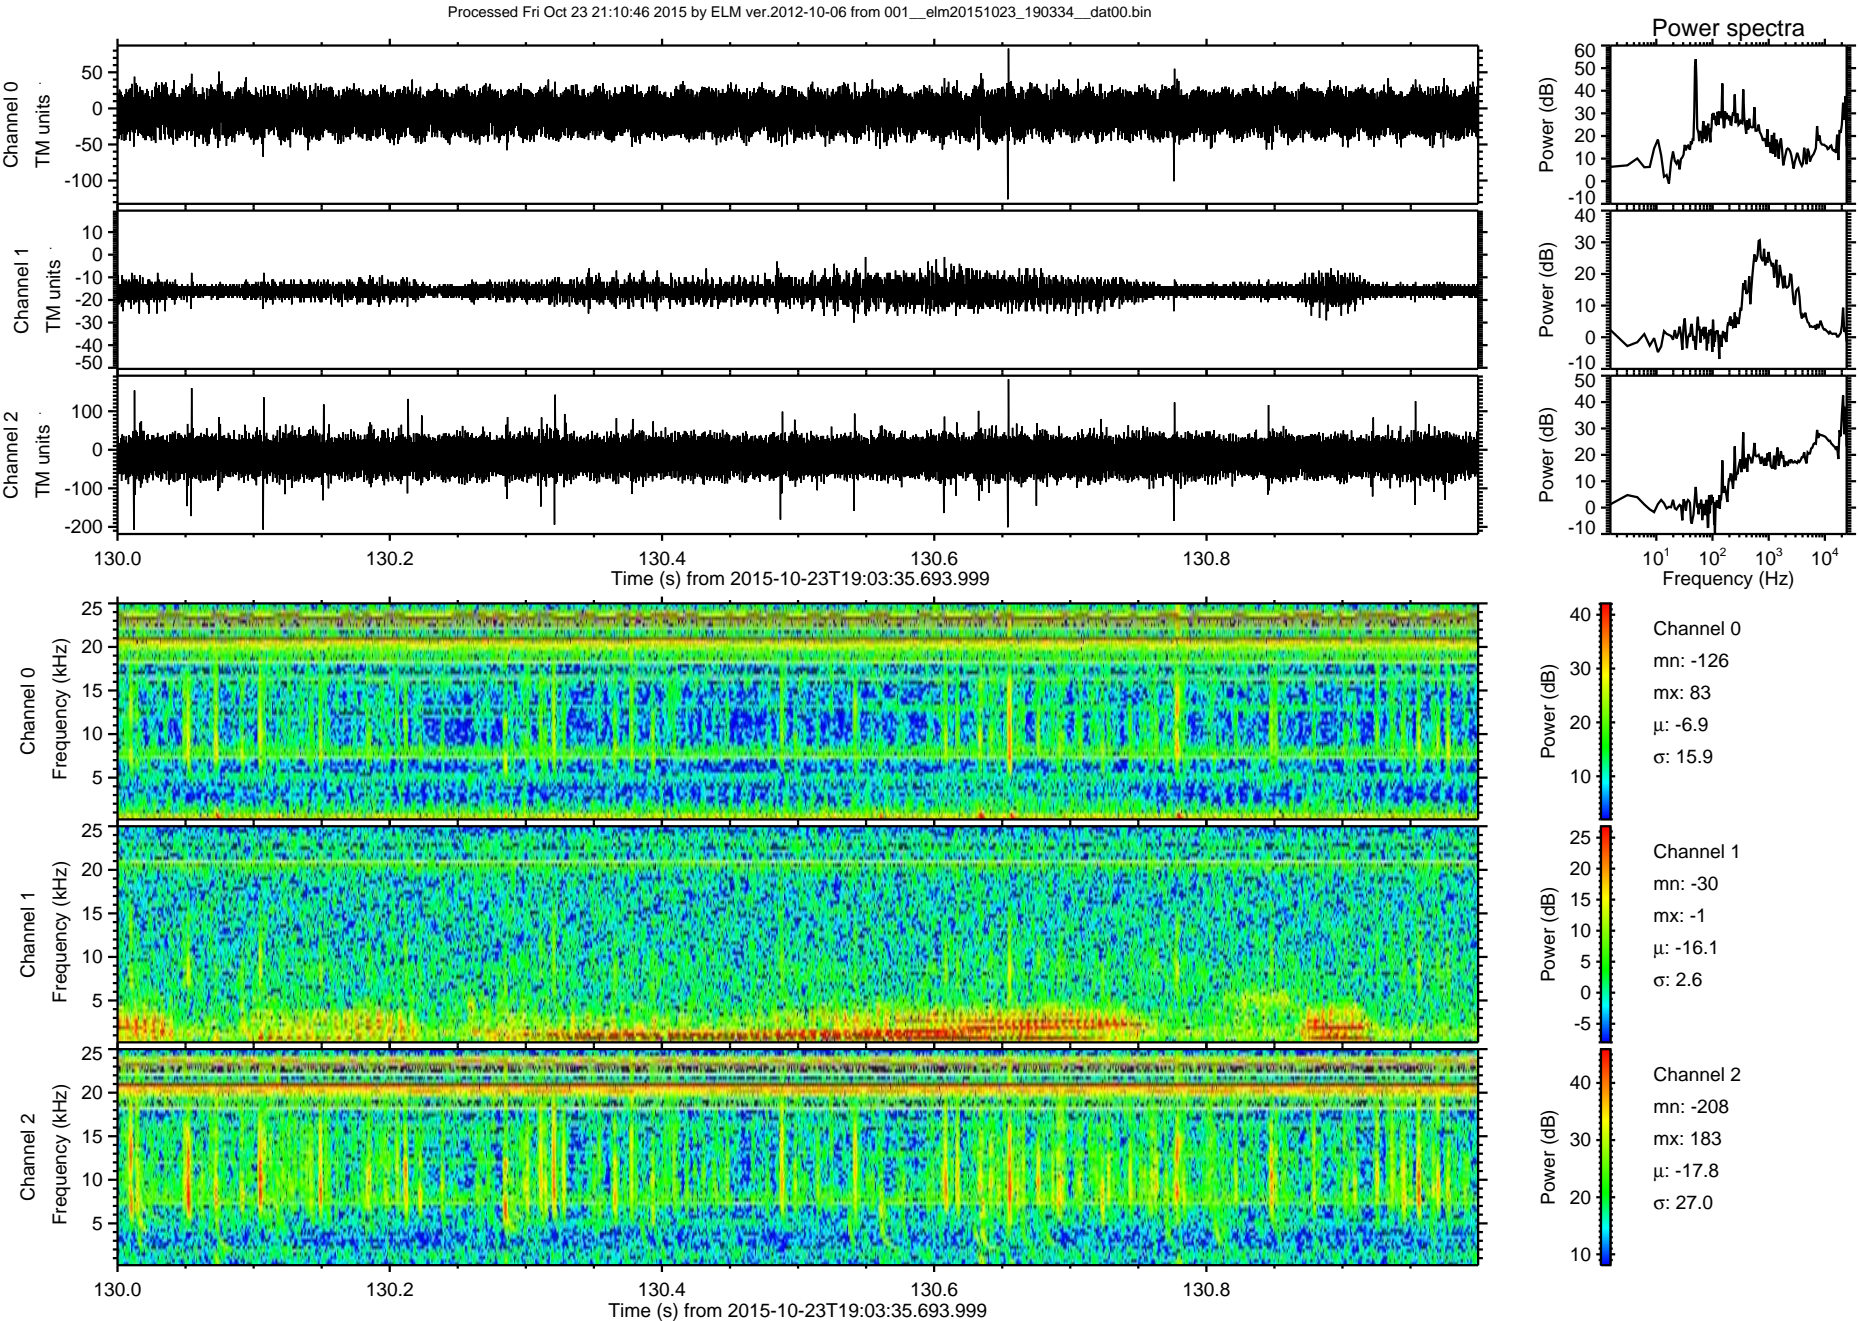 Processed Fri Oct 23 21:10:46 2015 by ELM ver.2012-10-06 from 001__elm20151023_190334__dat00.bin
Power spectra
Channel 0
TM units
50
0
-50
-100
Power (dB)
60
50
40
30
20
10
0
-10
Channel 1
TM units
10
0
-10
-20
-30
-40
-50
Power (dB)
40
30
20
10
0
-10
Channel 2
TM units
100
0
-100
-200
Power (dB)
50
40
30
20
10
0
-10
130.0 130.2 130.4 130.6 130.8
Time (s) from 2015-10-23T19:03:35.693.999
10¹ 10² 10³ 10⁴
Frequency (Hz)
Channel 0
Frequency (kHz)
25
20
15
10
5
Power (dB)
40
30
20
10
Channel 0
mn: -126
mx: 83
μ: -6.9
σ: 15.9
Channel 1
Frequency (kHz)
25
20
15
10
5
Power (dB)
25
20
15
10
5
0
-5
Channel 1
mn: -30
mx: -1
μ: -16.1
σ: 2.6
Channel 2
Frequency (kHz)
25
20
15
10
5
Power (dB)
40
30
20
10
Channel 2
mn: -208
mx: 183
μ: -17.8
σ: 27.0
130.0 130.2 130.4 130.6 130.8
Time (s) from 2015-10-23T19:03:35.693.999